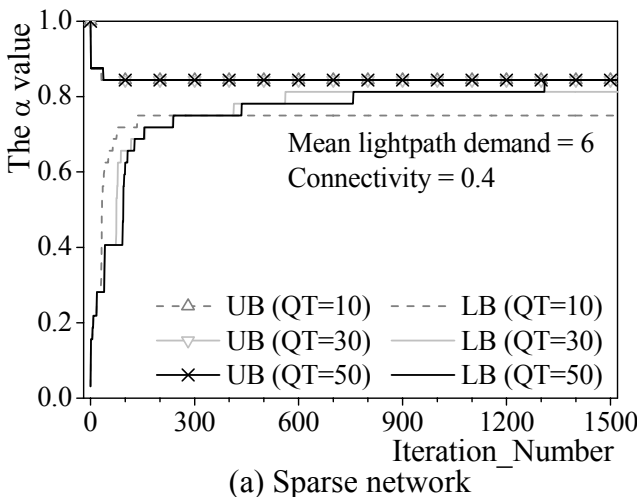 1.0
0.8
0.6
0.4
0.2
0.0
The α value
Mean lightpath demand = 6
Connectivity = 0.4
UB (QT=10) LB (QT=10)
UB (QT=30) LB (QT=30)
UB (QT=50) LB (QT=50)
0 300 600 900 1200 1500
Iteration_Number
(a) Sparse network